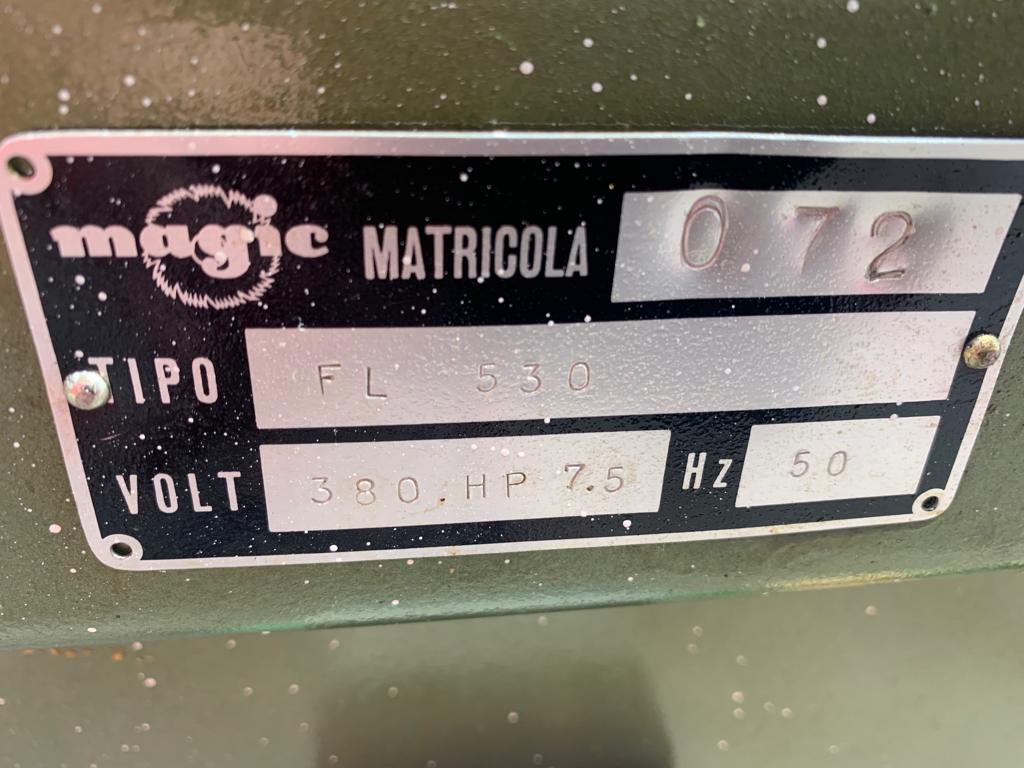 magic MATRICOLA 072
TIPO FL 530
VOLT 380.HP 7.5 Hz 50